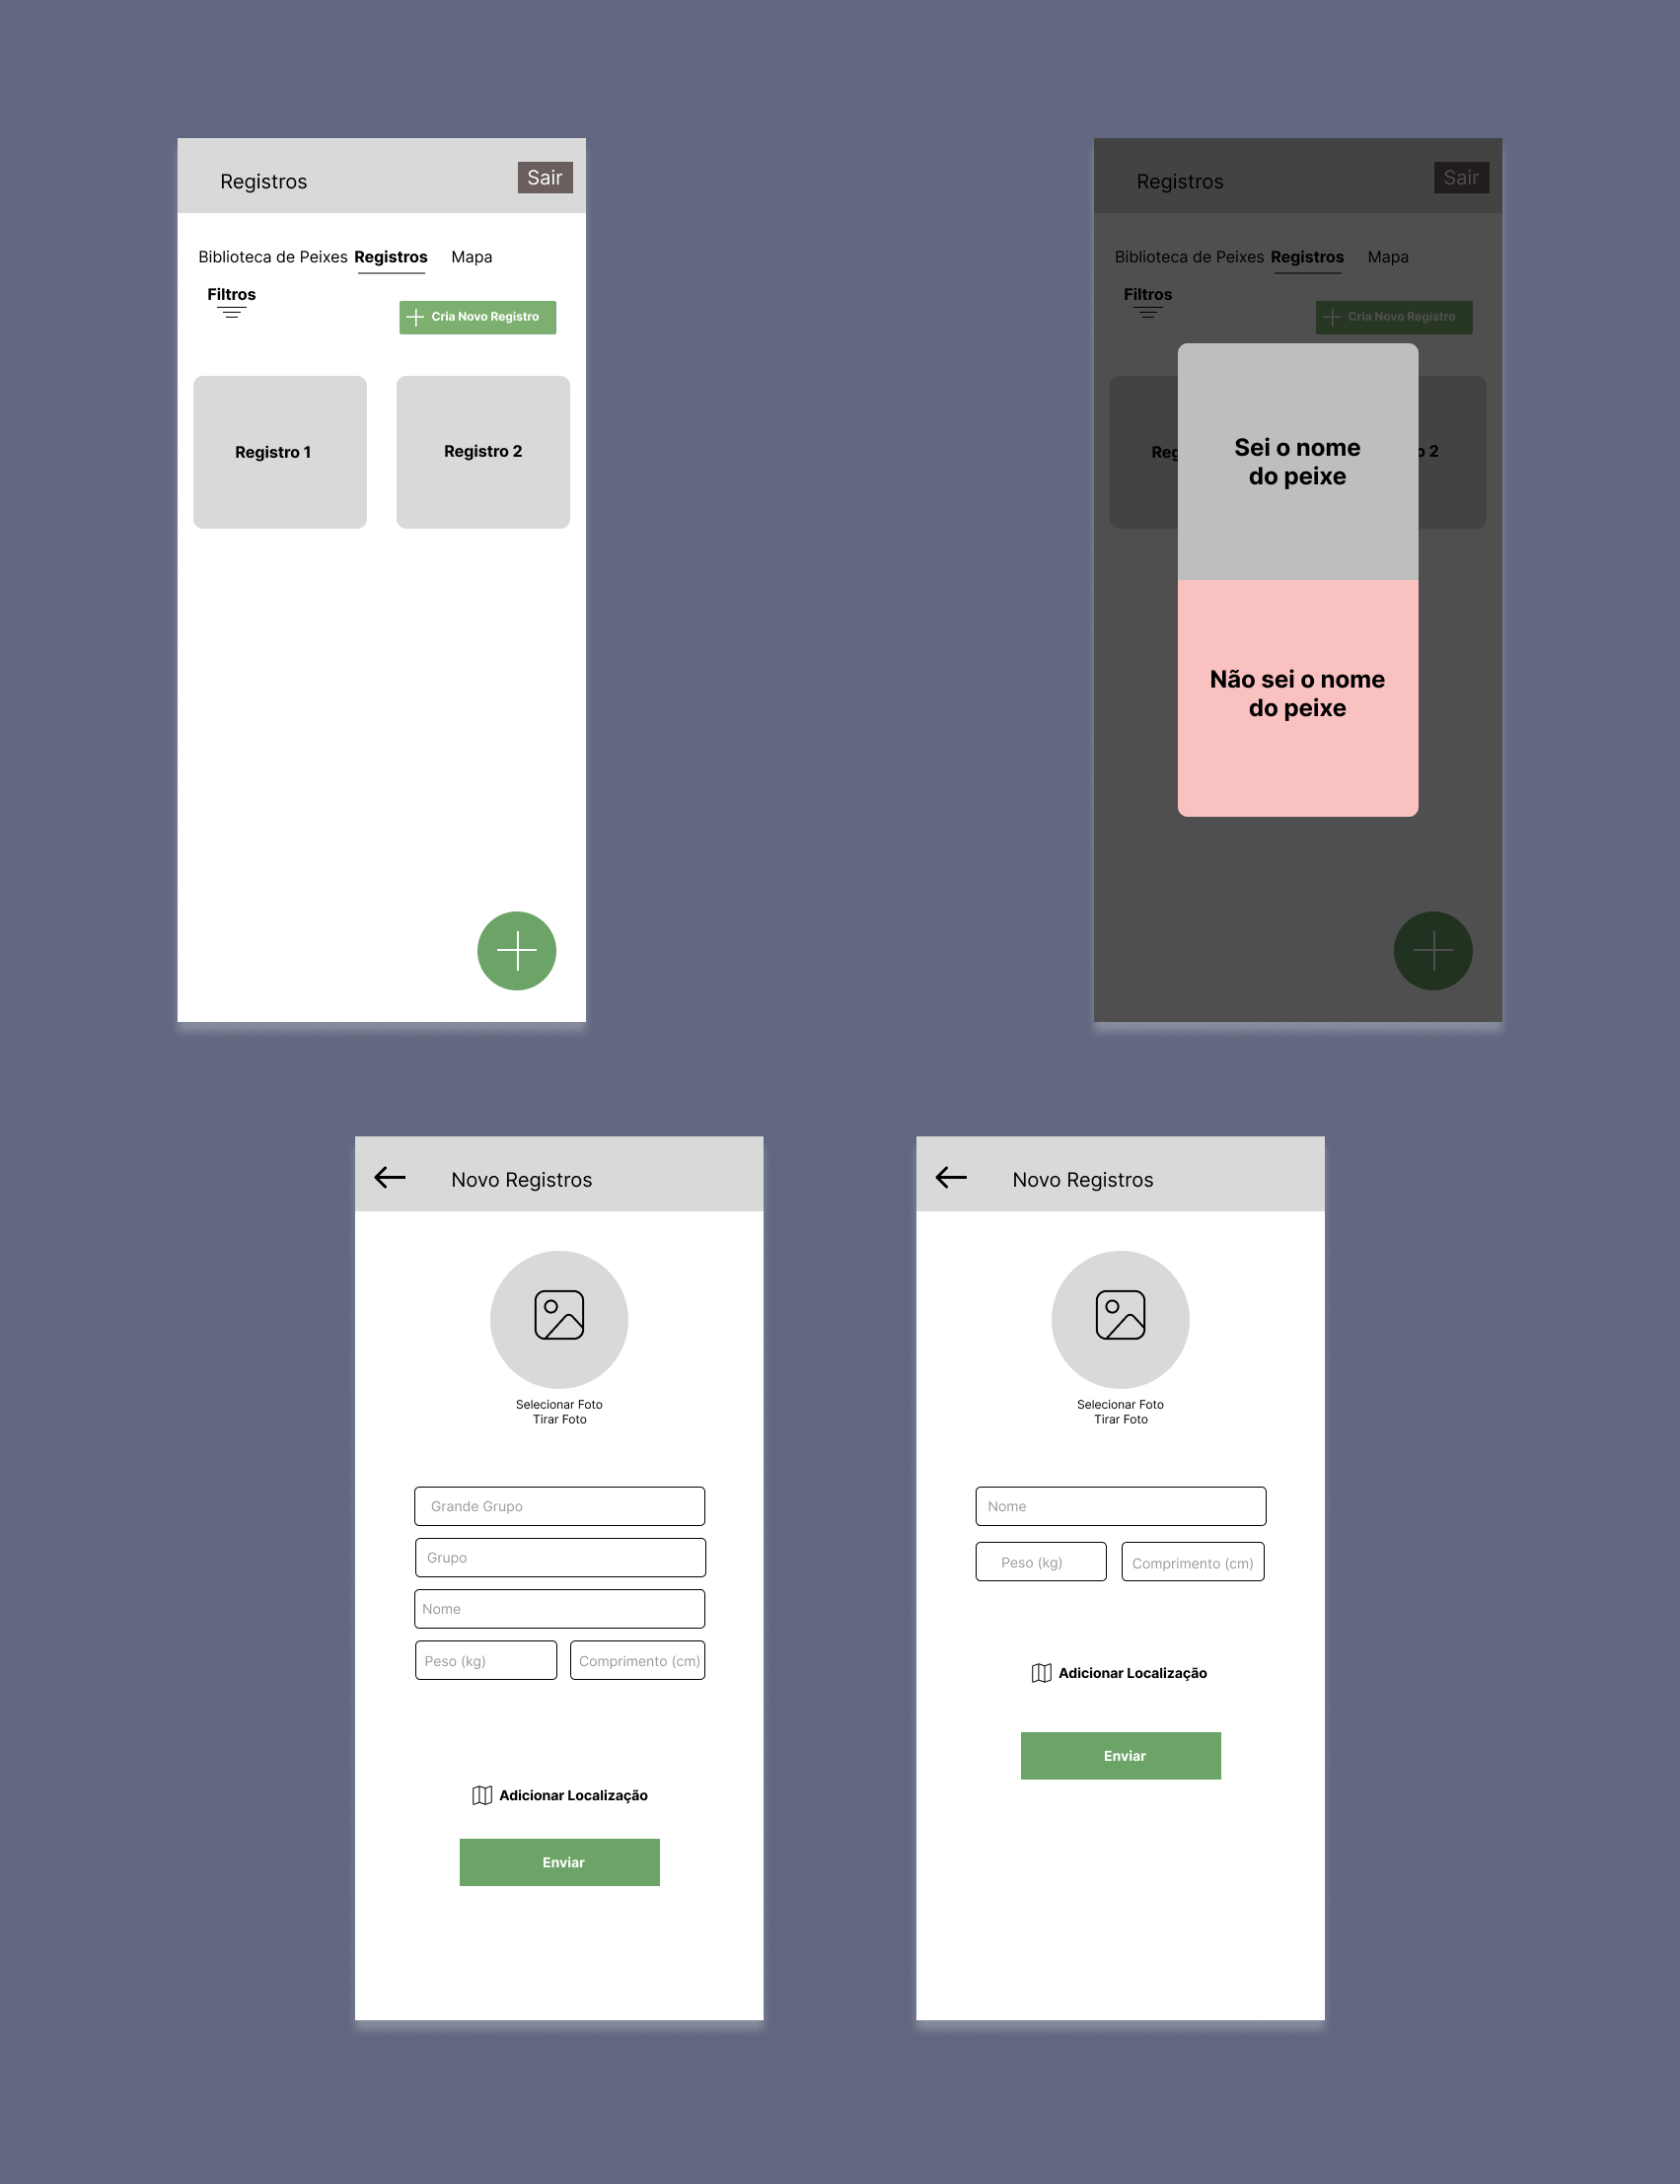 Registros
Sair
Biblioteca de Peixes Registros Mapa
Filtros
Cria Novo Registro
Registro 1
Registro 2
Registros
Sair
Biblioteca de Peixes Registros Mapa
Filtros
Cria Novo Registro
Reg
o 2
Sei o nome
do peixe
Não sei o nome
do peixe
Novo Registros
Selecionar Foto
Tirar Foto
Grande Grupo
Grupo
Nome
Peso (kg)
Comprimento (cm)
Adicionar Localização
Enviar
Novo Registros
Selecionar Foto
Tirar Foto
Nome
Peso (kg)
Comprimento (cm)
Adicionar Localização
Enviar